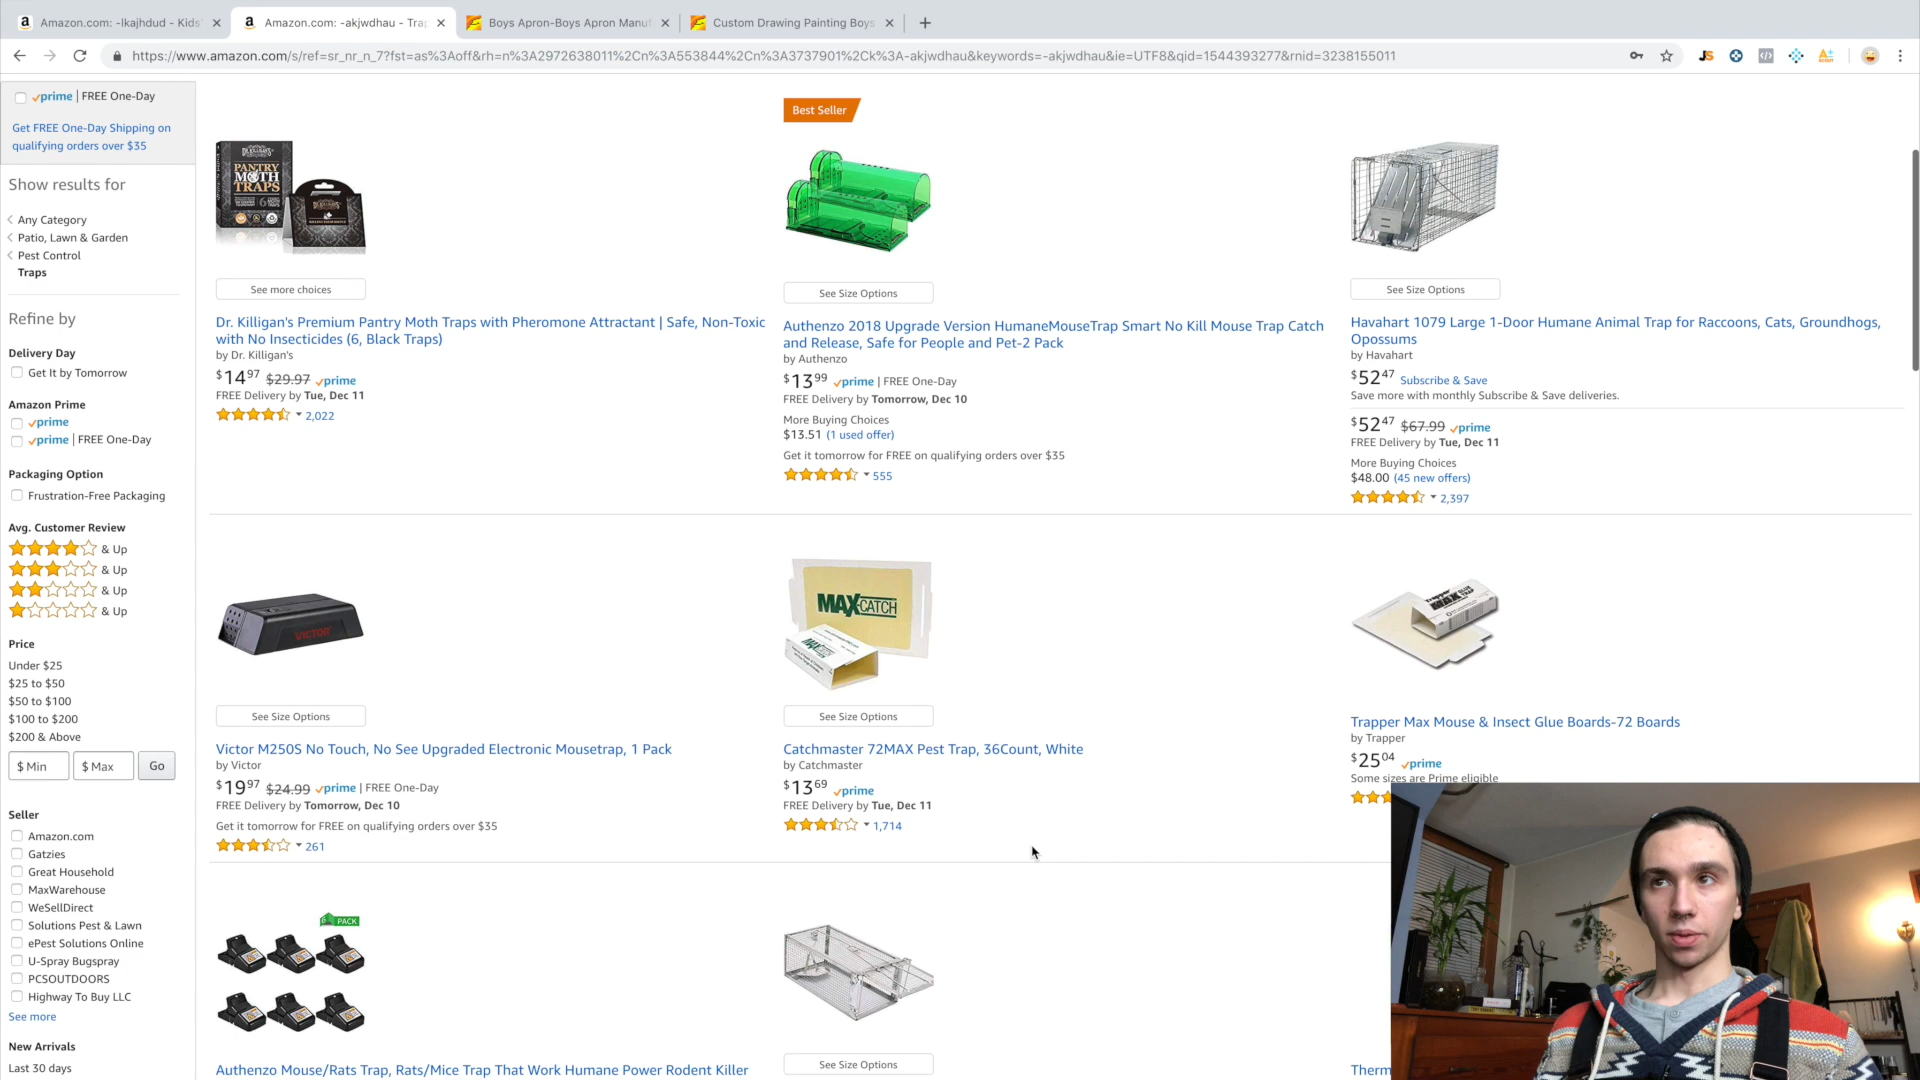 Amazon.com: -lkajhdud - Kids'
Amazon.com: -akjwdhau - Trap
Boys Apron-Boys Apron Manuf
Custom Drawing Painting Boys
https://www.amazon.com/s/ref=sr_nr_n_7?fst=as%3Aoff&rh=n%3A2972638011%2Cn%3A553844%2Cn%3A3737901%2Ck%3A-akjwdhau&keywords=-akjwdhau&ie=UTF8&qid=1544393277&rnid=3238155011
prime | FREE One-Day
Get FREE One-Day Shipping on
qualifying orders over $35
Show results for
Any Category
Patio, Lawn & Garden
Pest Control
Traps
Refine by
Delivery Day
Get It by Tomorrow
Amazon Prime
prime
prime | FREE One-Day
Packaging Option
Frustration-Free Packaging
Avg. Customer Review
& Up
& Up
& Up
& Up
Price
Under $25
$25 to $50
$50 to $100
$100 to $200
$200 & Above
$ Min
$ Max
Go
Seller
Amazon.com
Gatzies
Great Household
MaxWarehouse
WeSellDirect
Solutions Pest & Lawn
ePest Solutions Online
U-Spray Bugspray
PCSOUTDOORS
Highway To Buy LLC
See more
New Arrivals
Last 30 days
PANTRY
MOTH
TRAPS
See more choices
Dr. Killigan's Premium Pantry Moth Traps with Pheromone Attractant | Safe, Non-Toxic
with No Insecticides (6, Black Traps)
by Dr. Killigan's
$14 97 $29.97 prime
FREE Delivery by Tue, Dec 11
2,022
Best Seller
See Size Options
Authenzo 2018 Upgrade Version HumaneMouseTrap Smart No Kill Mouse Trap Catch
and Release, Safe for People and Pet-2 Pack
by Authenzo
$13 99 prime | FREE One-Day
FREE Delivery by Tomorrow, Dec 10
More Buying Choices
$13.51 (1 used offer)
Get it tomorrow for FREE on qualifying orders over $35
555
See Size Options
Havahart 1079 Large 1-Door Humane Animal Trap for Raccoons, Cats, Groundhogs,
Opossums
by Havahart
$52 47 Subscribe & Save
Save more with monthly Subscribe & Save deliveries.
$52 47 $67.99 prime
FREE Delivery by Tue, Dec 11
More Buying Choices
$48.00 (45 new offers)
2,397
VICTOR
See Size Options
Victor M250S No Touch, No See Upgraded Electronic Mousetrap, 1 Pack
by Victor
$19 97 $24.99 prime | FREE One-Day
FREE Delivery by Tomorrow, Dec 10
Get it tomorrow for FREE on qualifying orders over $35
261
MAX-CATCH
See Size Options
Catchmaster 72MAX Pest Trap, 36Count, White
by Catchmaster
$13 69 prime
FREE Delivery by Tue, Dec 11
1,714
Trapper
MAX
Trapper Max Mouse & Insect Glue Boards-72 Boards
by Trapper
$25 04 prime
Some sizes are Prime eligible
PACK
Authenzo Mouse/Rats Trap, Rats/Mice Trap That Work Humane Power Rodent Killer
See Size Options
Therm